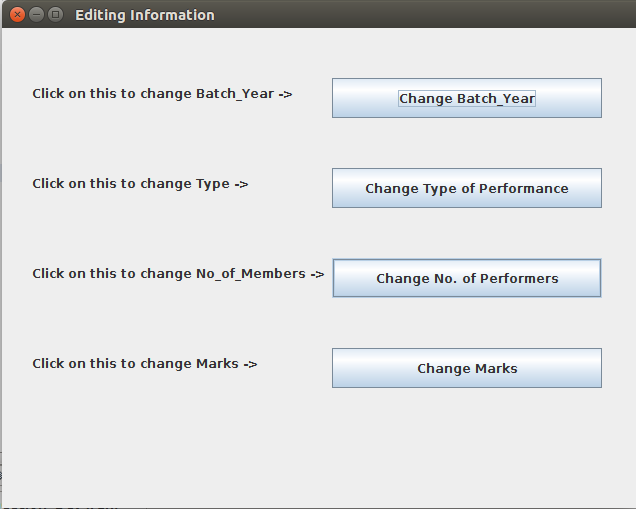 Editing Information
Click on this to change Batch_Year -> Change Batch_Year
Click on this to change Type -> Change Type of Performance
Click on this to change No_of_Members -> Change No. of Performers
Click on this to change Marks -> Change Marks